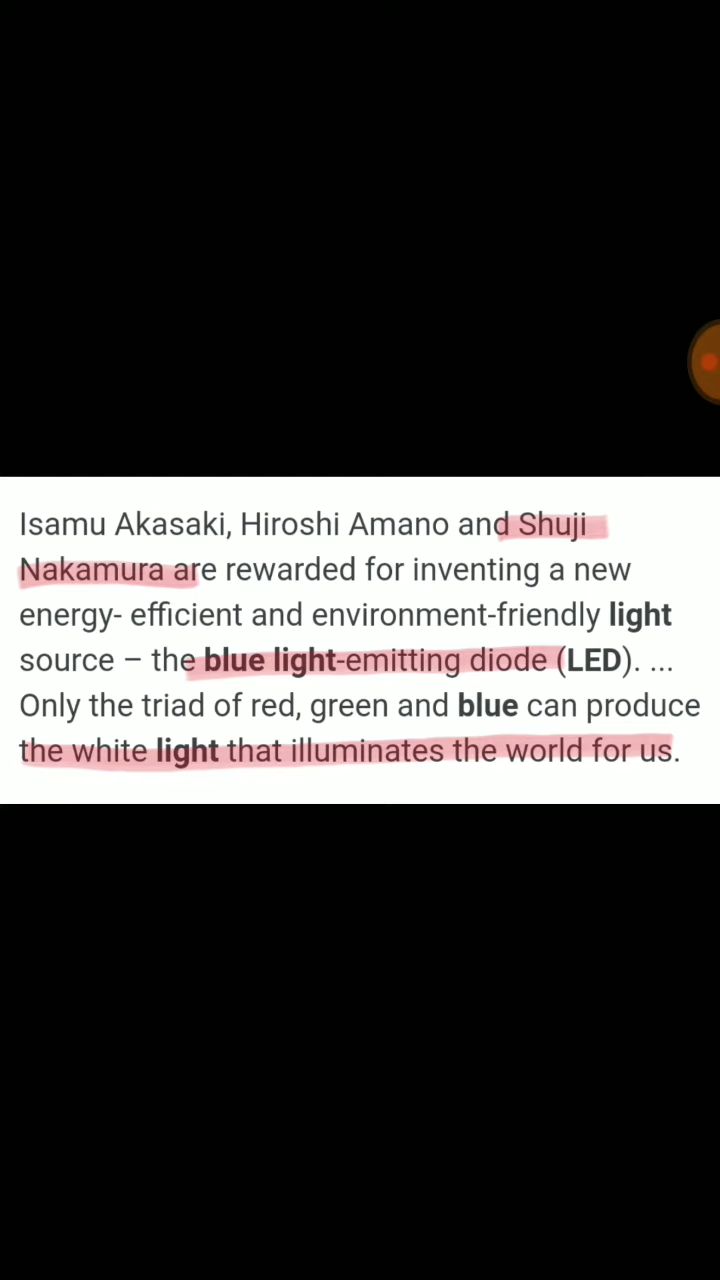 Isamu Akasaki, Hiroshi Amano and Shuji
Nakamura are rewarded for inventing a new
energy- efficient and environment-friendly light
source – the blue light-emitting diode (LED). ...
Only the triad of red, green and blue can produce
the white light that illuminates the world for us.